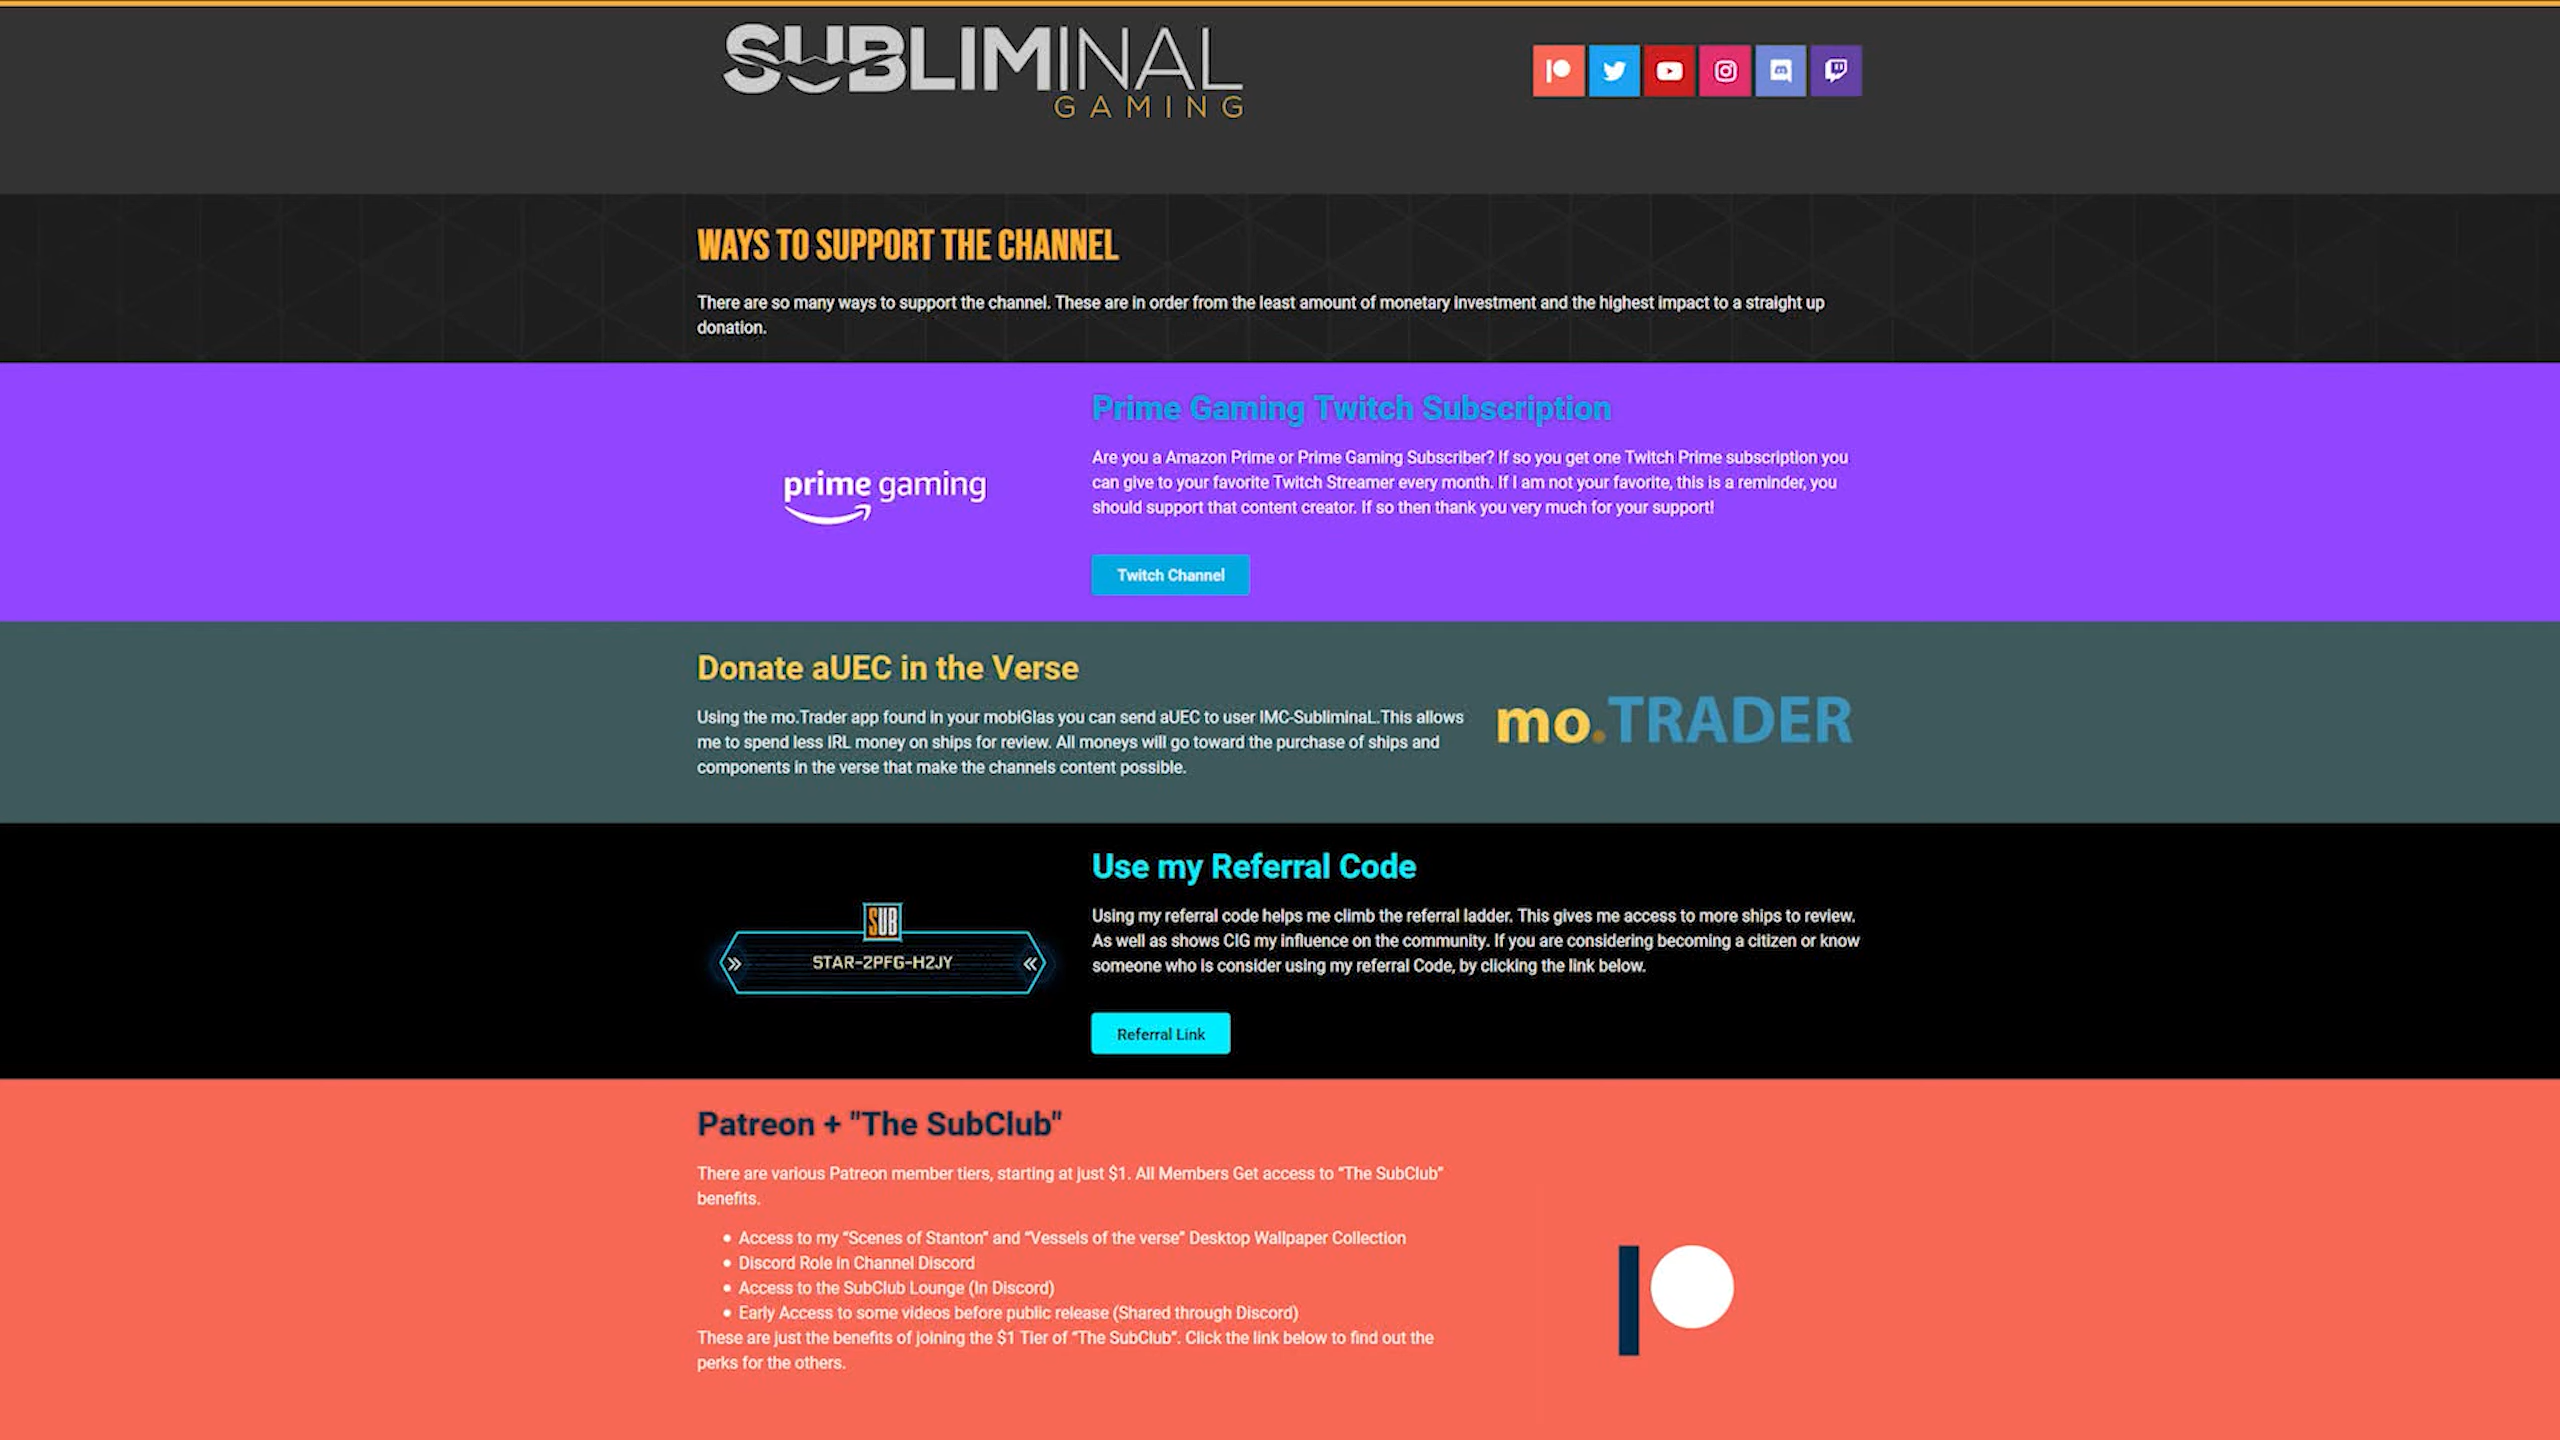 SUBLIMINAL
GAMING
WAYS TO SUPPORT THE CHANNEL
There are so many ways to support the channel. These are in order from the least amount of monetary investment and the highest impact to a straight up
donation.
Prime Gaming Twitch Subscription
prime gaming
Are you a Amazon Prime or Prime Gaming Subscriber? If so you get one Twitch Prime subscription you
can give to your favorite Twitch Streamer every month. If I am not your favorite, this is a reminder, you
should support that content creator. If so then thank you very much for your support!
Twitch Channel
Donate aUEC in the Verse
Using the mo.Trader app found in your mobiGlas you can send aUEC to user IMC-SubliminaL.This allows
me to spend less IRL money on ships for review. All moneys will go toward the purchase of ships and
components in the verse that make the channels content possible.
mo.TRADER
Use my Referral Code
SUB
STAR-2PFG-H2JY
Using my referral code helps me climb the referral ladder. This gives me access to more ships to review.
As well as shows CIG my influence on the community. If you are considering becoming a citizen or know
someone who is consider using my referral Code, by clicking the link below.
Referral Link
Patreon + "The SubClub"
There are various Patreon member tiers, starting at just $1. All Members Get access to “The SubClub”
benefits.
• Access to my “Scenes of Stanton” and “Vessels of the verse” Desktop Wallpaper Collection
• Discord Role in Channel Discord
• Access to the SubClub Lounge (In Discord)
• Early Access to some videos before public release (Shared through Discord)
These are just the benefits of joining the $1 Tier of “The SubClub”. Click the link below to find out the
perks for the others.